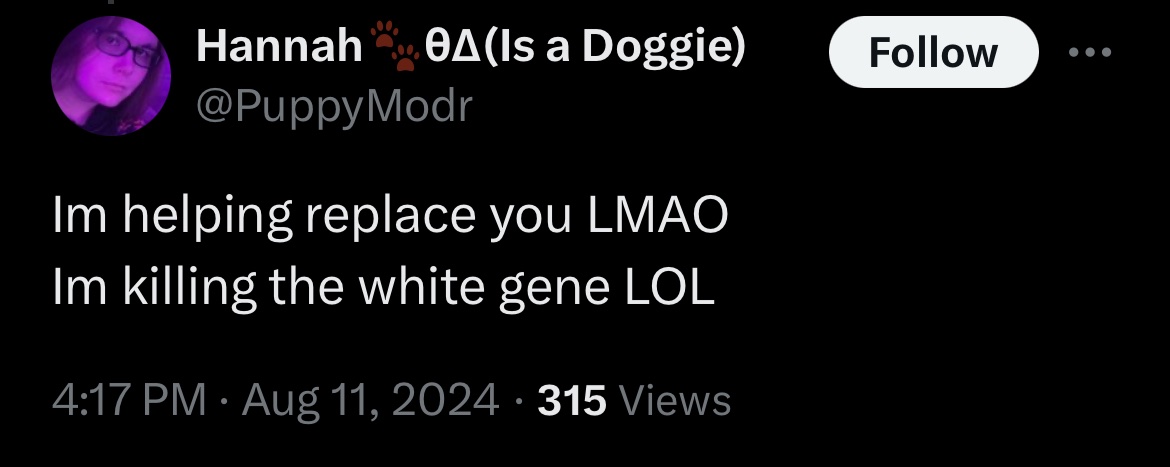 Hannah🐾θΔ(Is a Doggie)
@PuppyModr
Follow
Im helping replace you LMAO
Im killing the white gene LOL
4:17 PM · Aug 11, 2024 · 315 Views